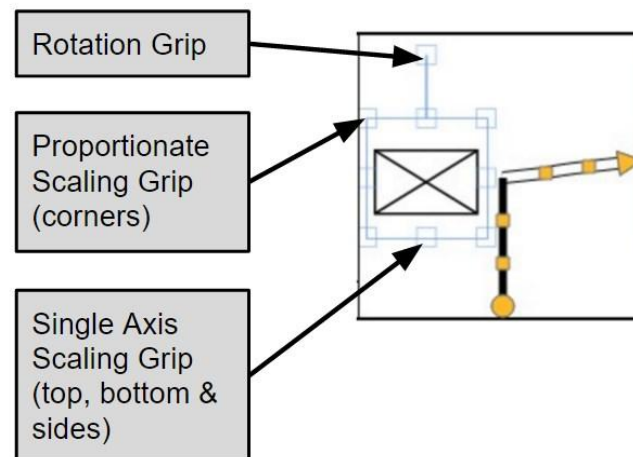 Rotation Grip
Proportionate
Scaling Grip
(corners)
Single Axis
Scaling Grip
(top, bottom &
sides)